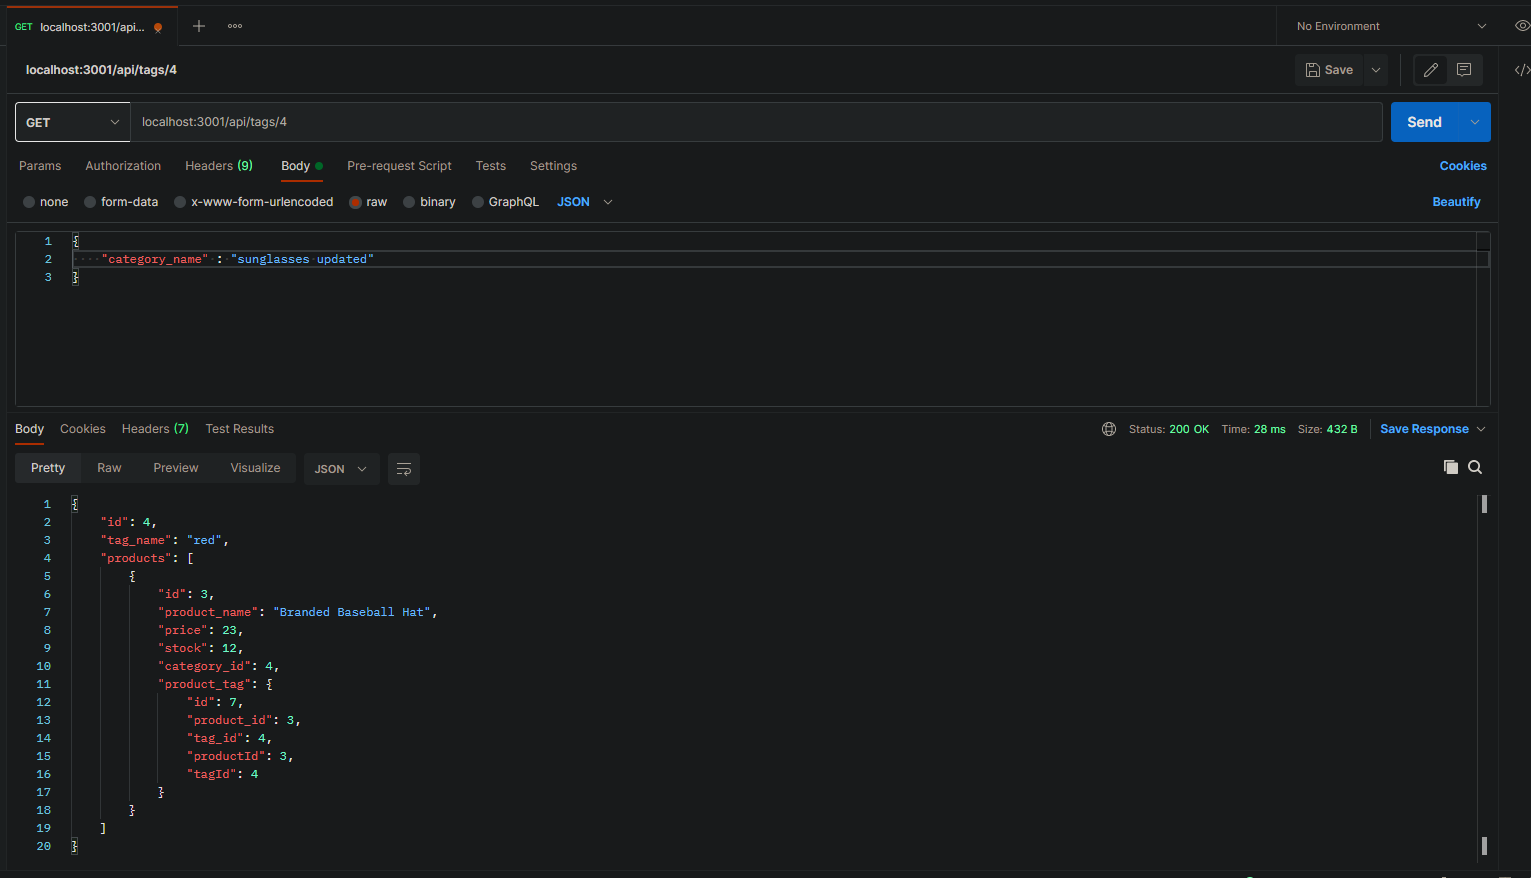 GET localhost:3001/api... No Environment
localhost:3001/api/tags/4 Save
GET localhost:3001/api/tags/4 Send
Params Authorization Headers (9) Body Pre-request Script Tests Settings Cookies
none form-data x-www-form-urlencoded raw binary GraphQL JSON Beautify
1 {
2 "category_name" : "sunglasses updated"
3 }
Body Cookies Headers (7) Test Results Status: 200 OK Time: 28 ms Size: 432 B Save Response
Pretty Raw Preview Visualize JSON
1 {
2 "id": 4,
3 "tag_name": "red",
4 "products": [
5 {
6 "id": 3,
7 "product_name": "Branded Baseball Hat",
8 "price": 23,
9 "stock": 12,
10 "category_id": 4,
11 "product_tag": {
12 "id": 7,
13 "product_id": 3,
14 "tag_id": 4,
15 "productId": 3,
16 "tagId": 4
17 }
18 }
19 ]
20 }